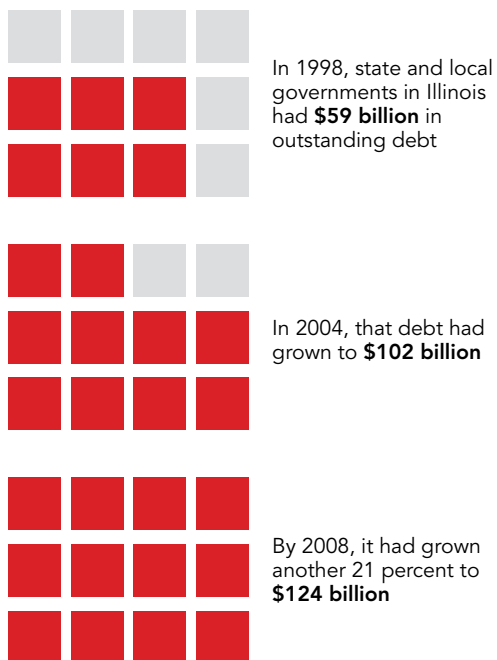 In 1998, state and local
governments in Illinois
had $59 billion in
outstanding debt
In 2004, that debt had
grown to $102 billion
By 2008, it had grown
another 21 percent to
$124 billion